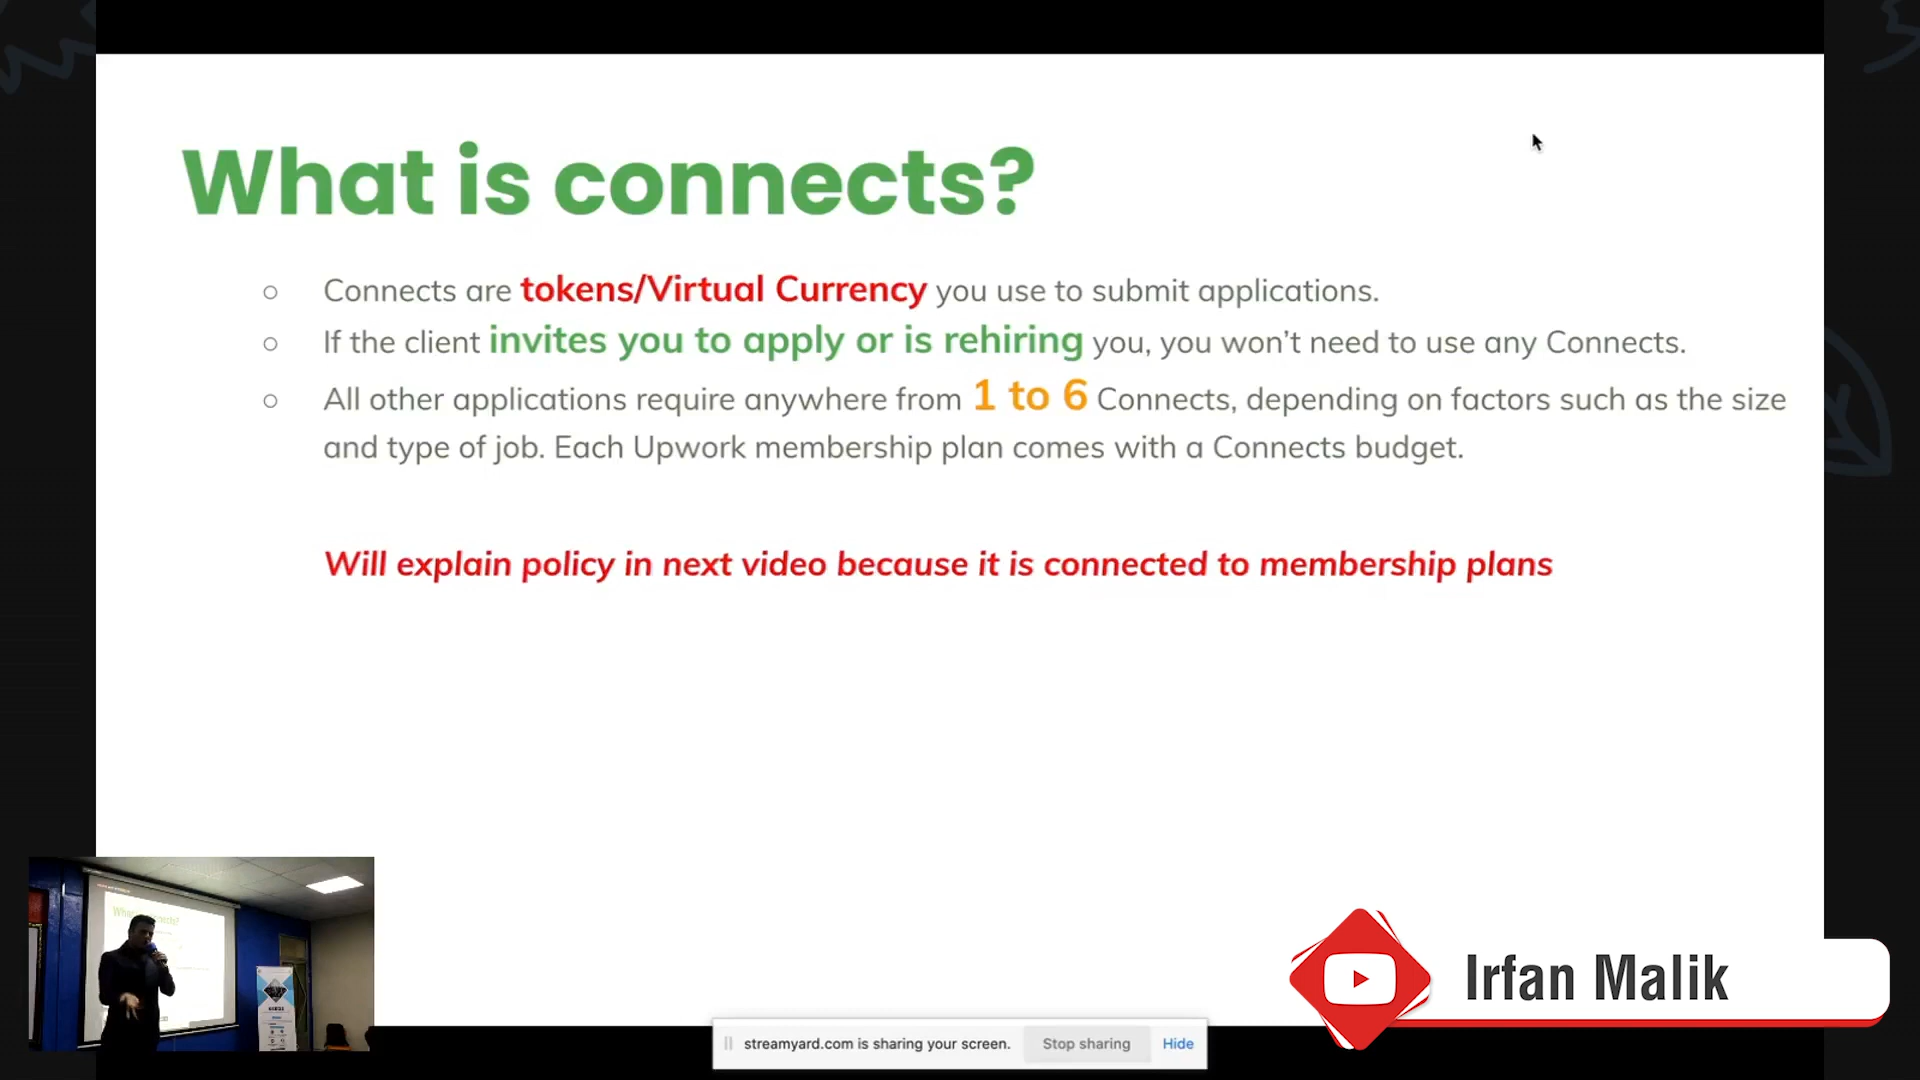 What is connects?
Connects are tokens/Virtual Currency you use to submit applications.
If the client invites you to apply or is rehiring you, you won't need to use any Connects.
All other applications require anywhere from 1 to 6 Connects, depending on factors such as the size
and type of job. Each Upwork membership plan comes with a Connects budget.
Will explain policy in next video because it is connected to membership plans
Irfan Malik
streamyard.com is sharing your screen.
Stop sharing
Hide